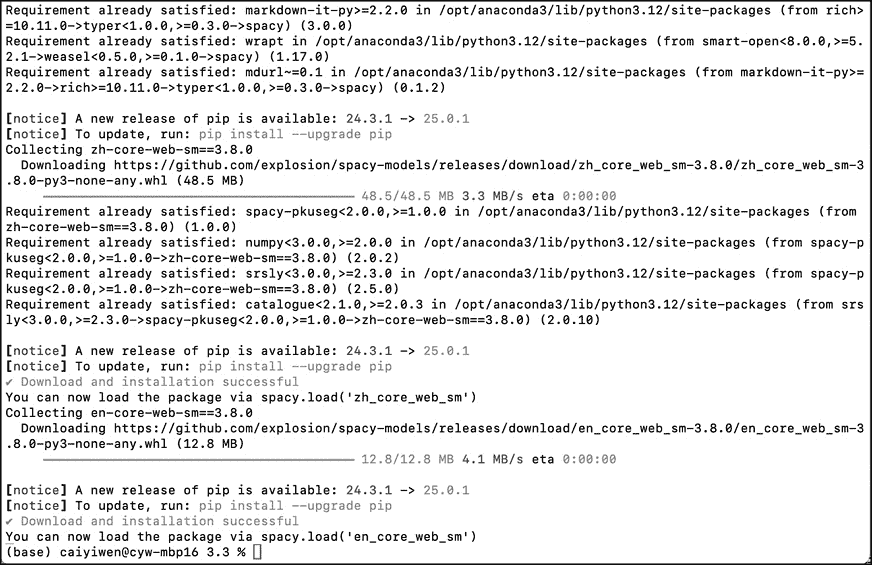 Requirement already satisfied: markdown-it-py>=2.2.0 in /opt/anaconda3/lib/python3.12/site-packages (from rich>
=10.11.0->typer<1.0.0,>=0.3.0->spacy) (3.0.0)
Requirement already satisfied: wrapt in /opt/anaconda3/lib/python3.12/site-packages (from smart-open<8.0.0,>=5.
2.1->weasel<0.5.0,>=0.1.0->spacy) (1.17.0)
Requirement already satisfied: mdurl~=0.1 in /opt/anaconda3/lib/python3.12/site-packages (from markdown-it-py>=
2.2.0->rich>=10.11.0->typer<1.0.0,>=0.3.0->spacy) (0.1.2)
[notice] A new release of pip is available: 24.3.1 -> 25.0.1
[notice] To update, run: pip install --upgrade pip
Collecting zh-core-web-sm==3.8.0
  Downloading https://github.com/explosion/spacy-models/releases/download/zh_core_web_sm-3.8.0/zh_core_web_sm-3
.8.0-py3-none-any.whl (48.5 MB)
48.5/48.5 MB 3.3 MB/s eta 0:00:00
Requirement already satisfied: spacy-pkuseg<2.0.0,>=1.0.0 in /opt/anaconda3/lib/python3.12/site-packages (from
zh-core-web-sm==3.8.0) (1.0.0)
Requirement already satisfied: numpy<3.0.0,>=2.0.0 in /opt/anaconda3/lib/python3.12/site-packages (from spacy-p
kuseg<2.0.0,>=1.0.0->zh-core-web-sm==3.8.0) (2.0.2)
Requirement already satisfied: srsly<3.0.0,>=2.3.0 in /opt/anaconda3/lib/python3.12/site-packages (from spacy-p
kuseg<2.0.0,>=1.0.0->zh-core-web-sm==3.8.0) (2.5.0)
Requirement already satisfied: catalogue<2.1.0,>=2.0.3 in /opt/anaconda3/lib/python3.12/site-packages (from srs
ly<3.0.0,>=2.3.0->spacy-pkuseg<2.0.0,>=1.0.0->zh-core-web-sm==3.8.0) (2.0.10)
[notice] A new release of pip is available: 24.3.1 -> 25.0.1
[notice] To update, run: pip install --upgrade pip
✔ Download and installation successful
You can now load the package via spacy.load('zh_core_web_sm')
Collecting en-core-web-sm==3.8.0
  Downloading https://github.com/explosion/spacy-models/releases/download/en_core_web_sm-3.8.0/en_core_web_sm-3
.8.0-py3-none-any.whl (12.8 MB)
12.8/12.8 MB 4.1 MB/s eta 0:00:00
[notice] A new release of pip is available: 24.3.1 -> 25.0.1
[notice] To update, run: pip install --upgrade pip
✔ Download and installation successful
You can now load the package via spacy.load('en_core_web_sm')
(base) caiyiwen@cyw-mbp16 3.3 %